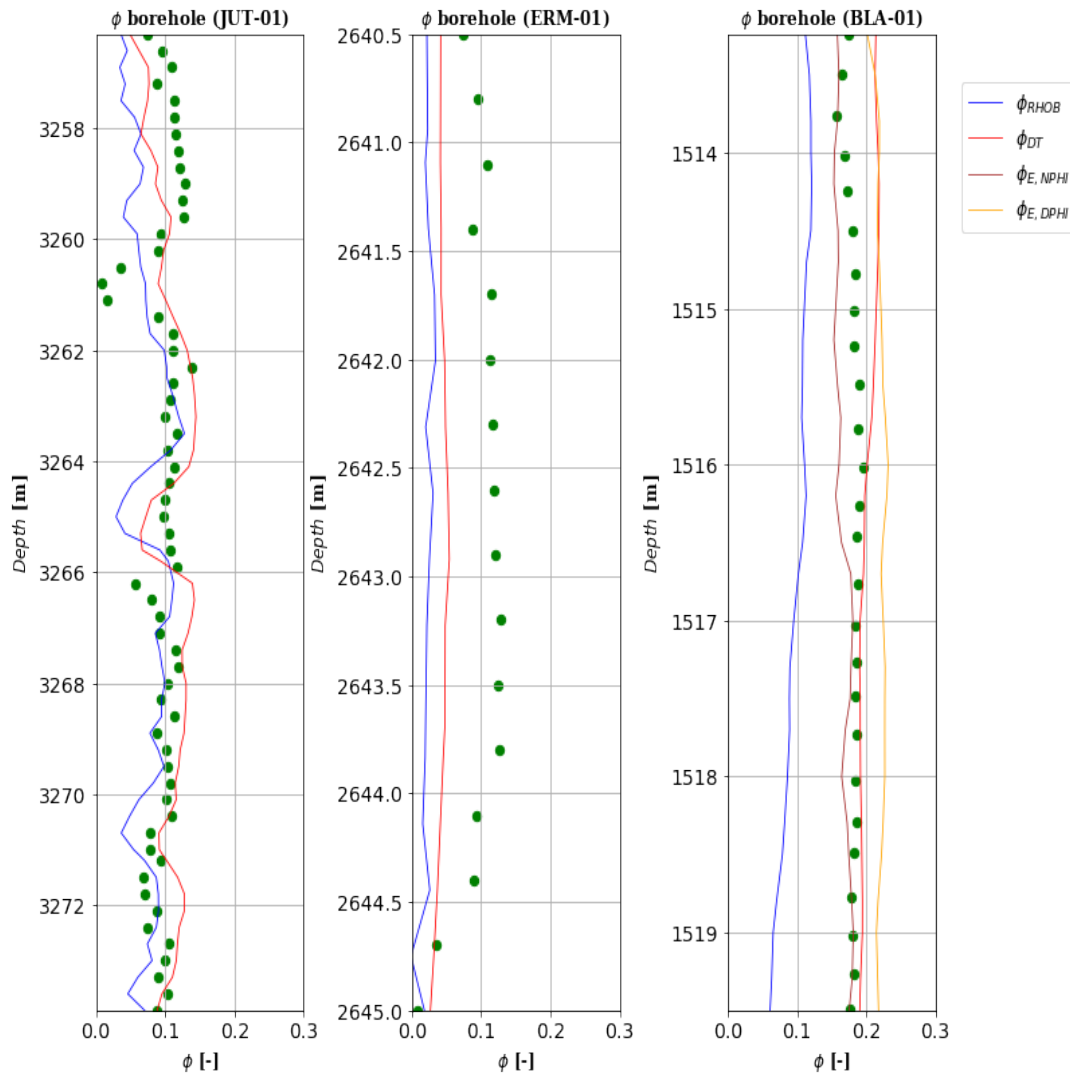 ϕ borehole (JUT-01)
ϕ borehole (ERM-01)
ϕ borehole (BLA-01)
Depth [m]
3258
3260
3262
3264
3266
3268
3270
3272
0.0 0.1 0.2 0.3
ϕ [-]
Depth [m]
2640.5
2641.0
2641.5
2642.0
2642.5
2643.0
2643.5
2644.0
2644.5
2645.0
0.0 0.1 0.2 0.3
ϕ [-]
Depth [m]
1514
1515
1516
1517
1518
1519
0.0 0.1 0.2 0.3
ϕ [-]
ϕRHOB
ϕDT
ϕE, NPHI
ϕE, DPHI